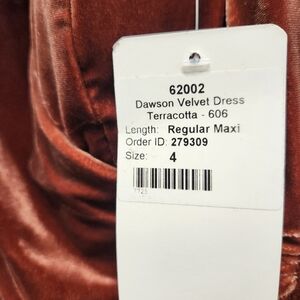 62002
Dawson Velvet Dress
Terracotta - 606
Length: Regular Maxi
Order ID: 279309
Size: 4